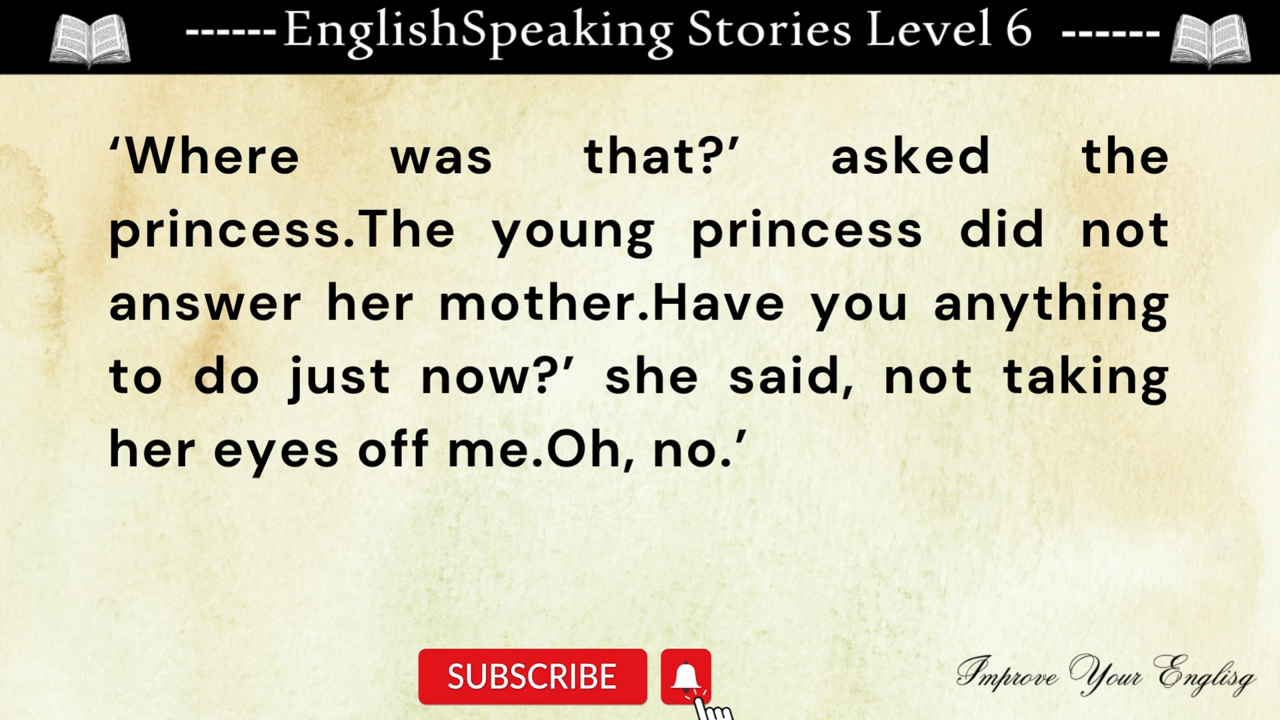 ------EnglishSpeaking Stories Level 6 ------
‘Where was that?’ asked the
princess.The young princess did not
answer her mother.Have you anything
to do just now?’ she said, not taking
her eyes off me.Oh, no.’
SUBSCRIBE
Improve Your Englisg